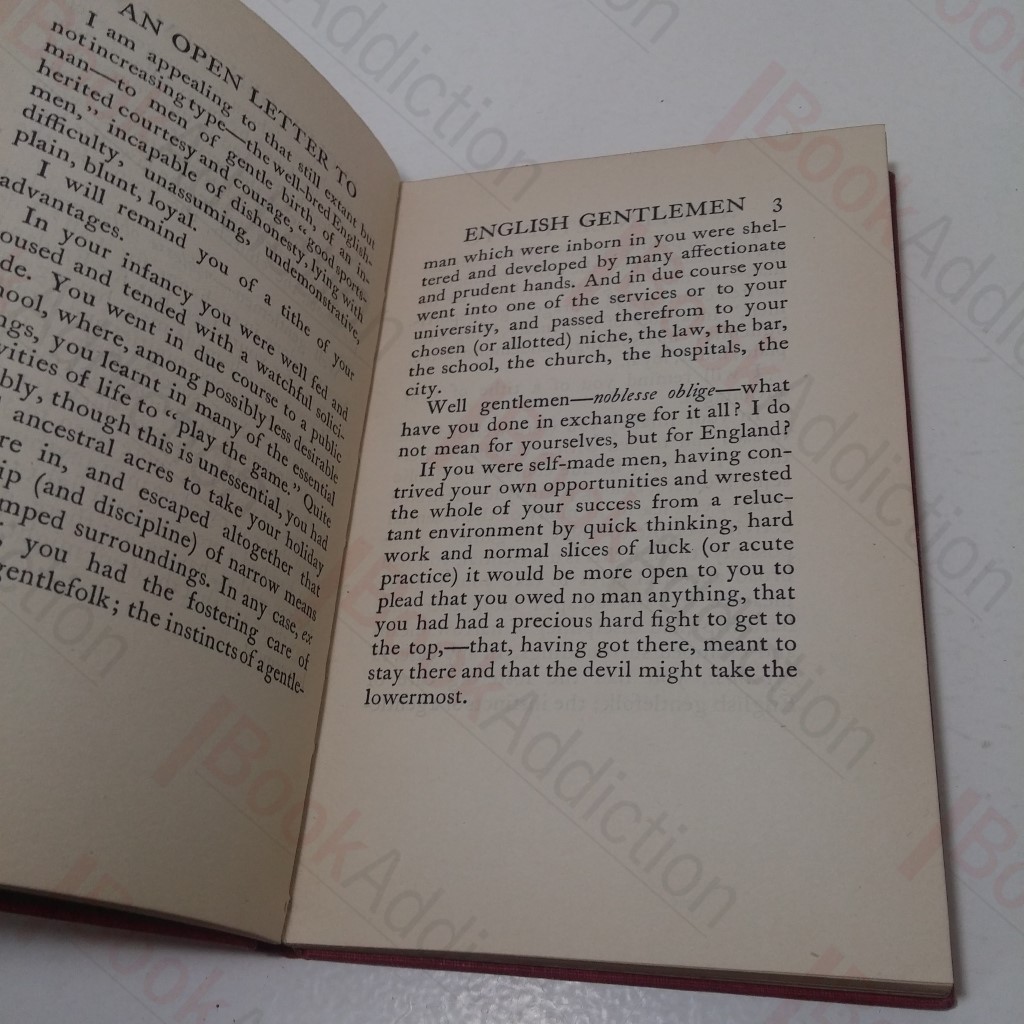 AN OPEN LETTER TO
I am appealing to that still extant but
not increasing type—the well-bred English-
man—to men of gentle birth, of an in-
herited courtesy and courage, "good sports-
men," incapable of dishonesty, lying with
difficulty, unassuming, undemonstrative,
plain, blunt, loyal.
I will remind you of a tithe of your
advantages.
In your infancy you were well fed and
oused and tended with a watchful solici-
de. You went in due course to a public
hool, where, among possibly less desirable
ngs, you learnt in many of the essential
vities of life to "play the game." Quite
bly, though this is unessential, you had
ancestral acres to take your holiday
re in, and escaped altogether that
ip (and discipline) of narrow means
mped surroundings. In any case, ex
you had the fostering care of
gentlefolk; the instincts of a gentle-
ENGLISH GENTLEMEN 3
man which were inborn in you were shel-
tered and developed by many affectionate
and prudent hands. And in due course you
went into one of the services or to your
university, and passed therefrom to your
chosen (or allotted) niche, the law, the bar,
the school, the church, the hospitals, the
city.
Well gentlemen—noblesse oblige—what
have you done in exchange for it all? I do
not mean for yourselves, but for England?
If you were self-made men, having con-
trived your own opportunities and wrested
the whole of your success from a reluc-
tant environment by quick thinking, hard
work and normal slices of luck (or acute
practice) it would be more open to you to
plead that you owed no man anything, that
you had had a precious hard fight to get to
the top,—that, having got there, meant to
stay there and that the devil might take the
lowermost.
BookAddiction